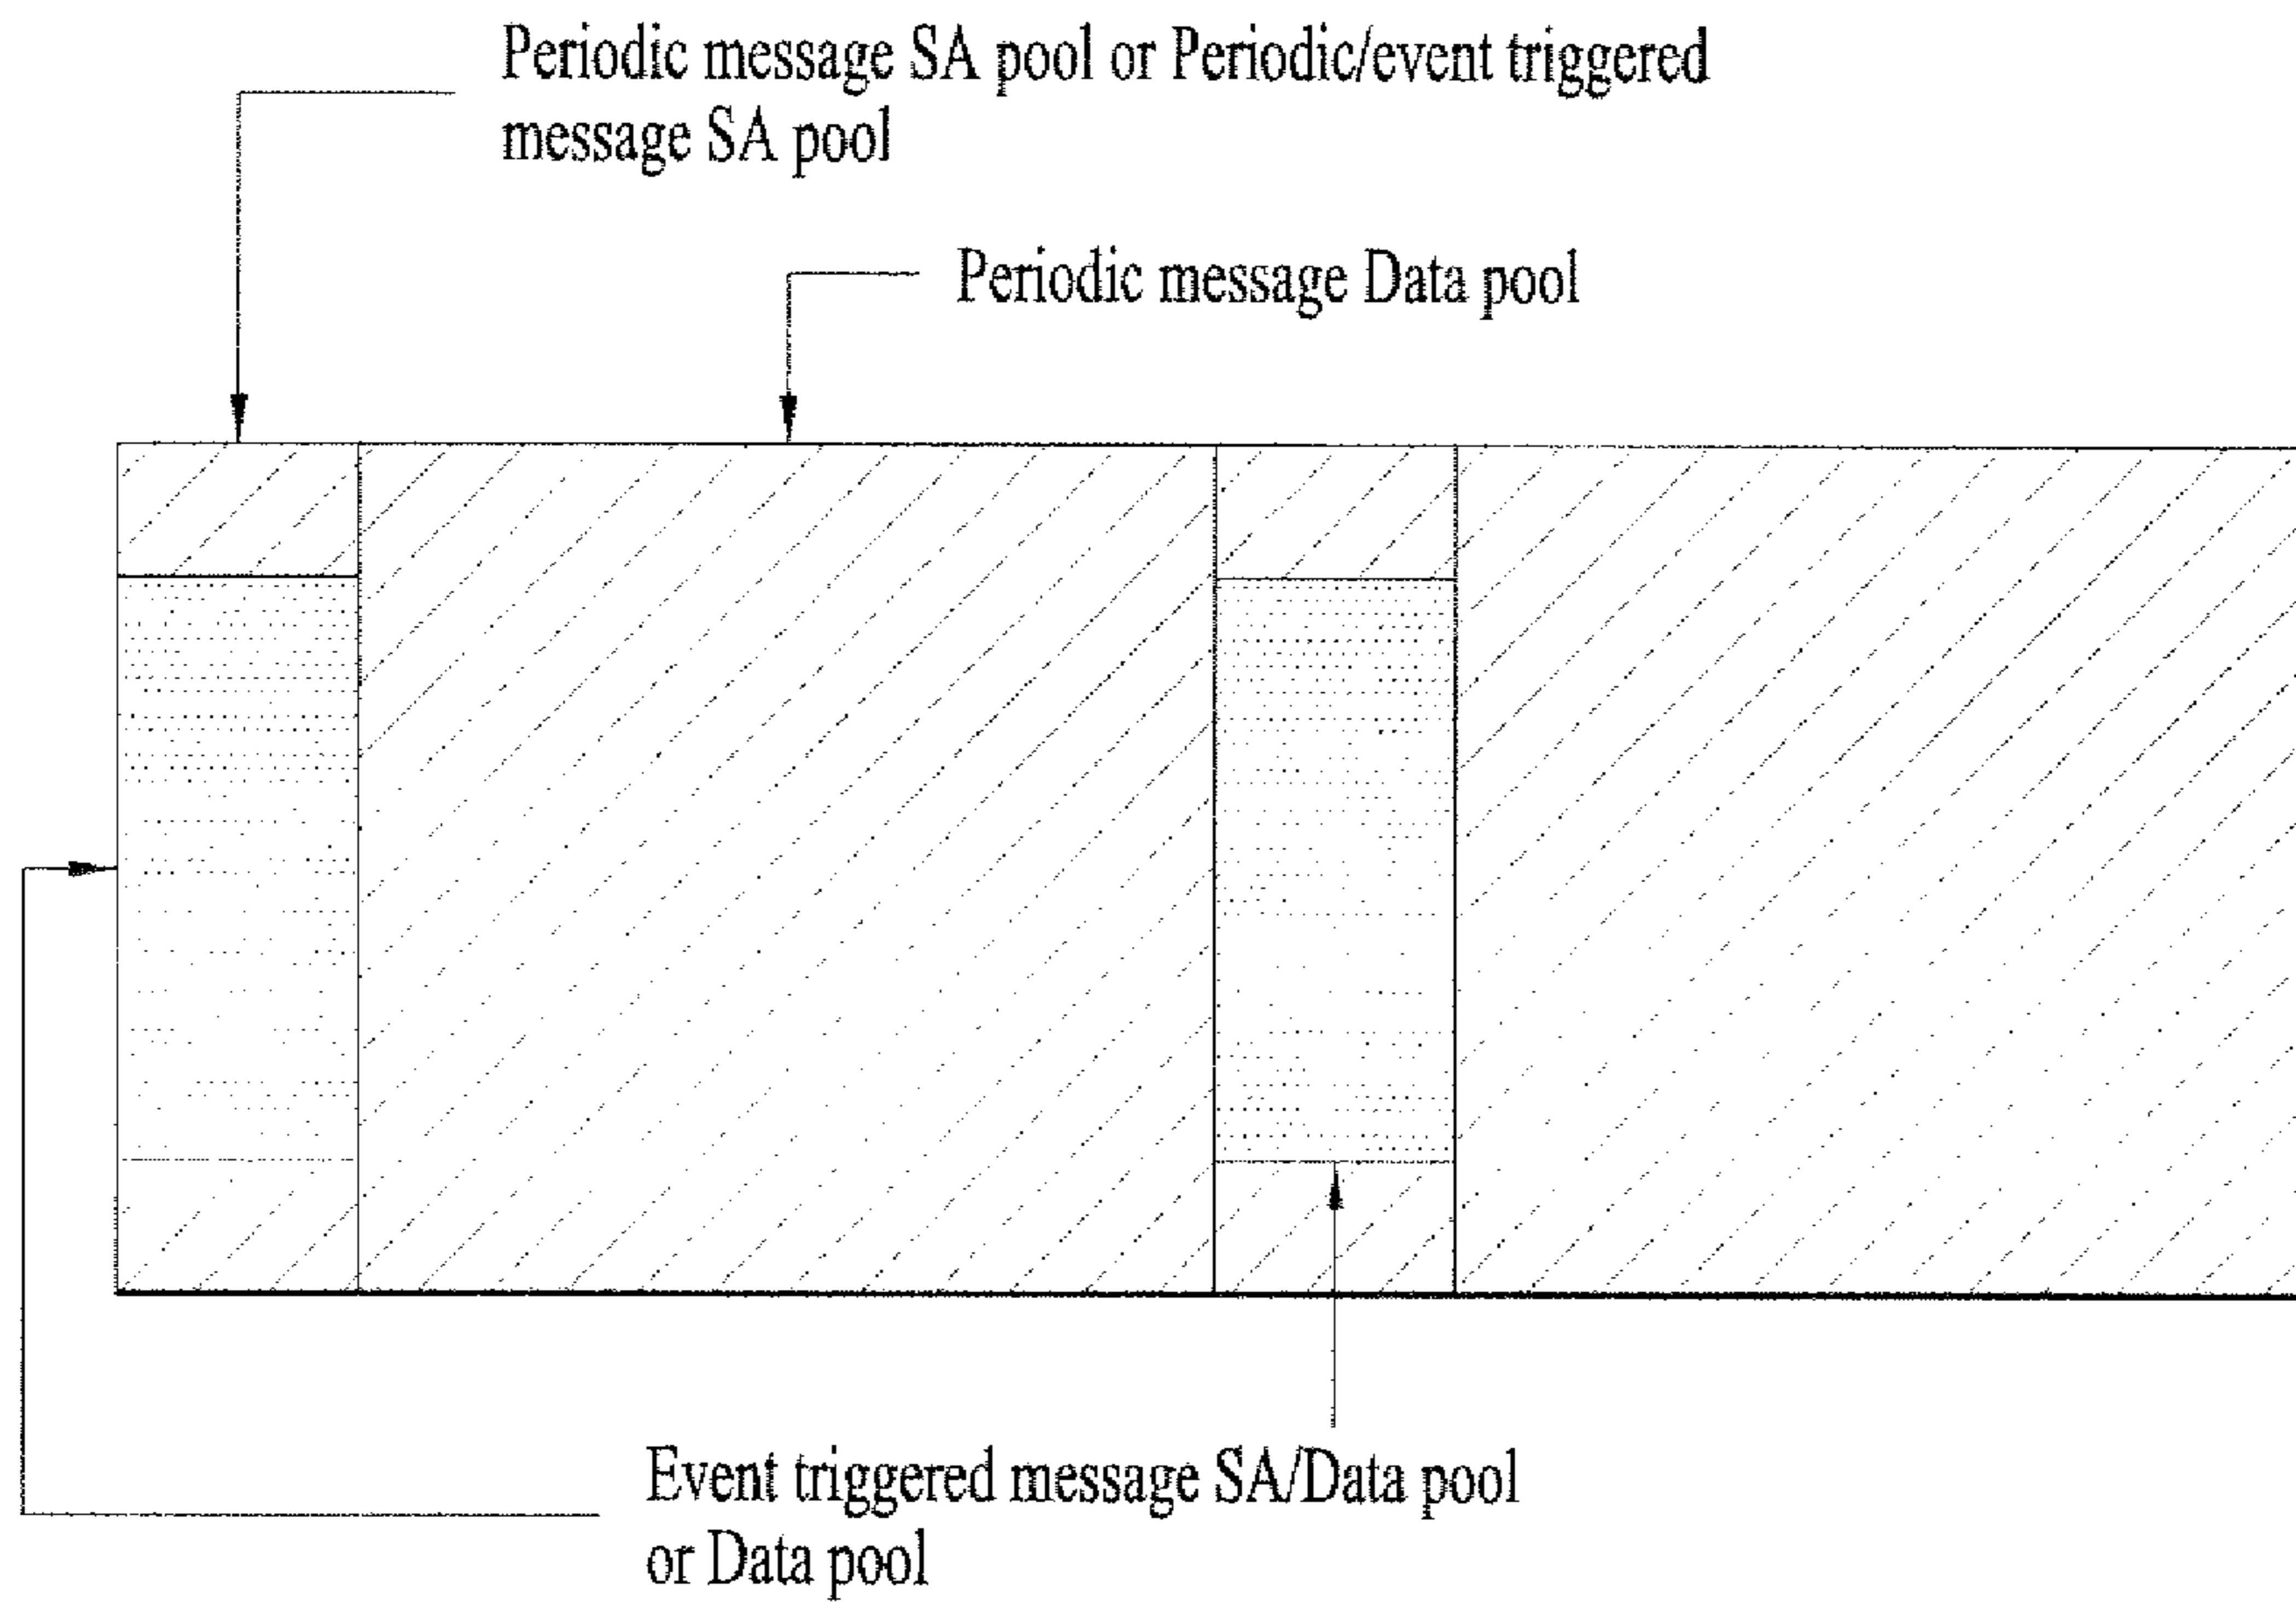 Periodic message SA pool or Periodic/event triggered
message SA pool
Periodic message Data pool
Event triggered message SA/Data pool
or Data pool